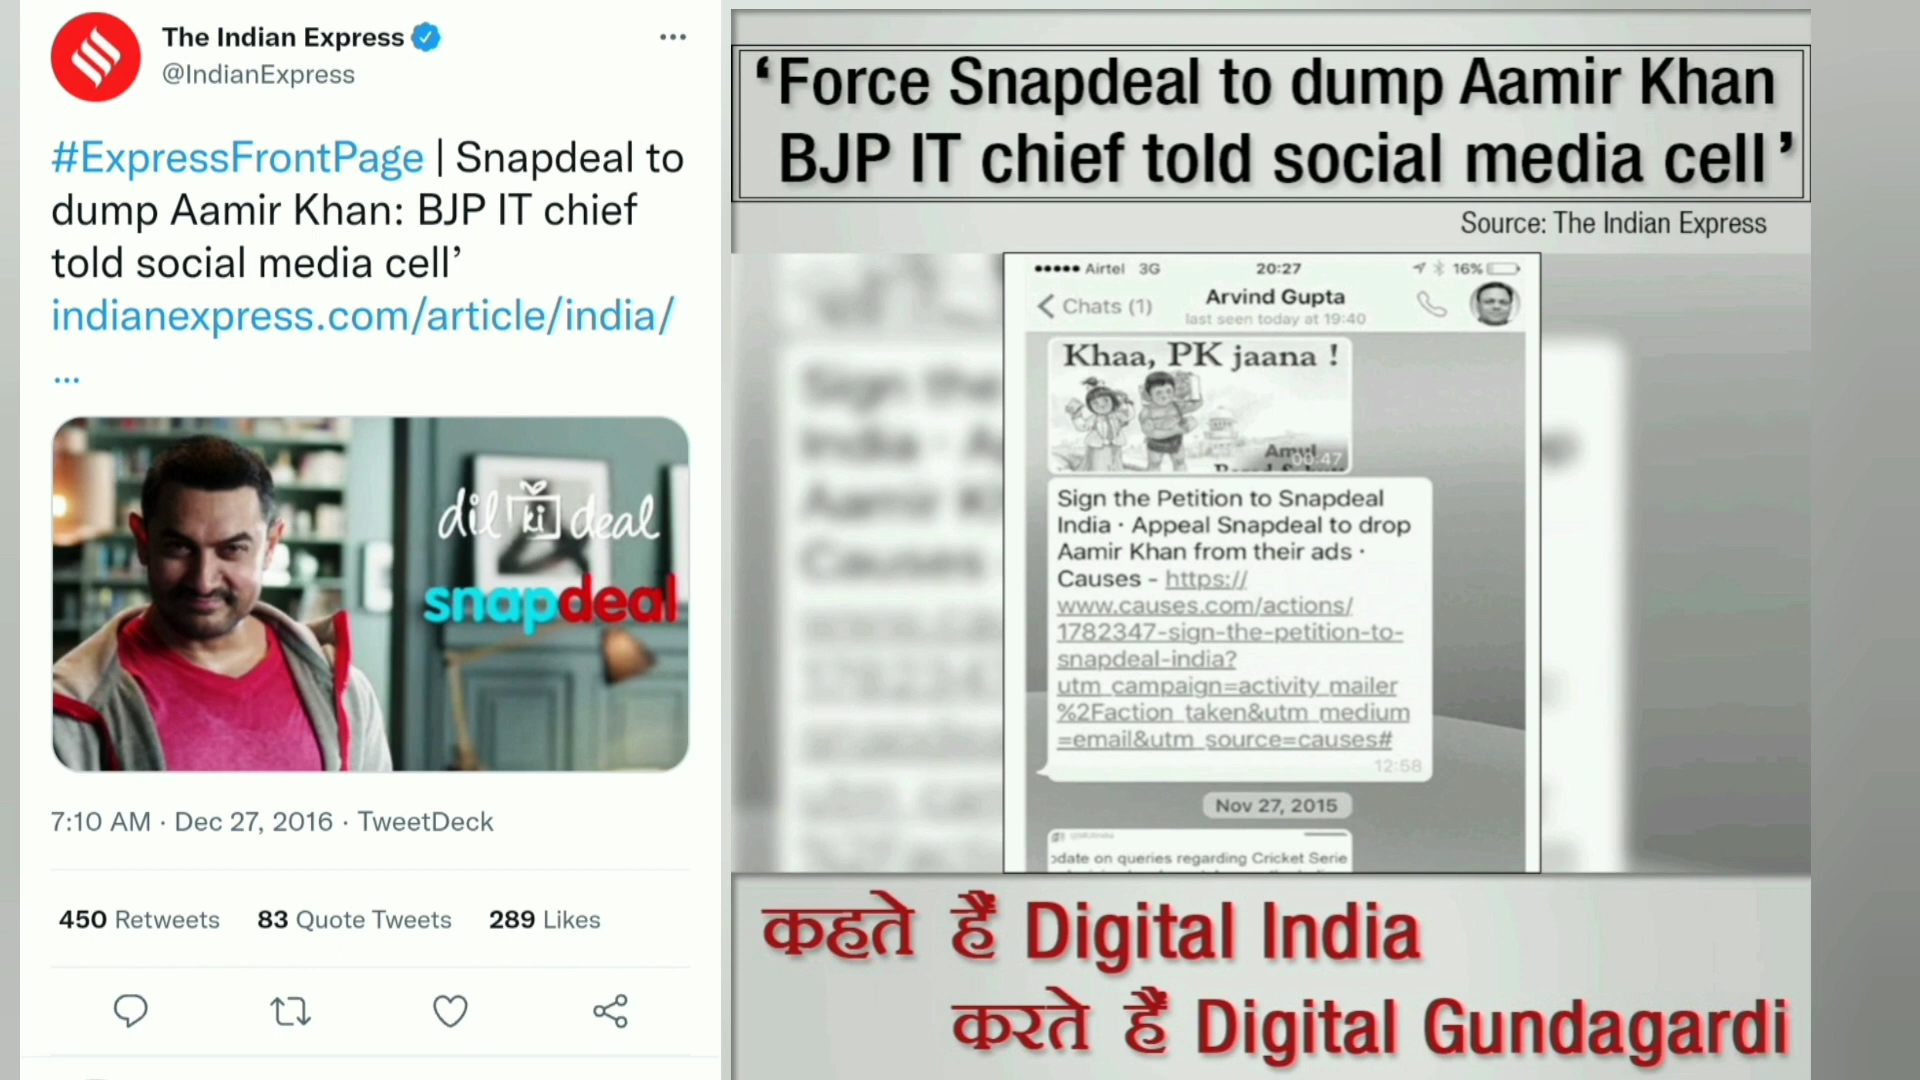 The Indian Express
@IndianExpress
#ExpressFrontPage | Snapdeal to
dump Aamir Khan: BJP IT chief
told social media cell’
indianexpress.com/article/india/
...
dil ki deal
snapdeal
7:10 AM · Dec 27, 2016 · TweetDeck
450 Retweets 83 Quote Tweets 289 Likes
‘Force Snapdeal to dump Aamir Khan
BJP IT chief told social media cell’
Source: The Indian Express
Airtel 3G 20:27 16%
Chats (1) Arvind Gupta
last seen today at 19:40
Khaa, PK jaana !
Amul
00:47
Sign the Petition to Snapdeal
India · Appeal Snapdeal to drop
Aamir Khan from their ads ·
Causes - https://
www.causes.com/actions/
1782347-sign-the-petition-to-
snapdeal-india?
utm_campaign=activity_mailer
%2Faction_taken&utm_medium
=email&utm_source=causes#
12:58
Nov 27, 2015
date on queries regarding Cricket Serie
कहते हैं Digital India
करते हैं Digital Gundagardi